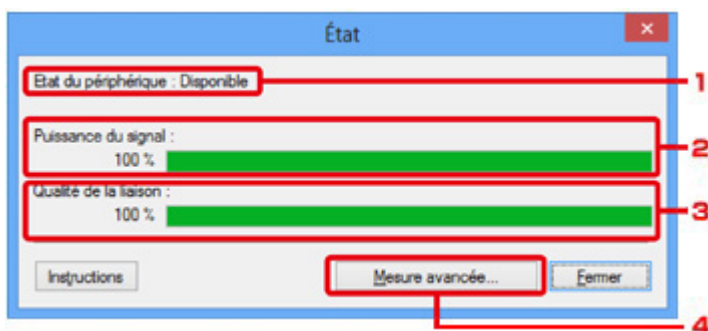 État
Etat du périphérique : Disponible
1
Puissance du signal :
100 %
2
Qualité de la liaison :
100 %
3
Instructions
Mesure avancée...
Fermer
4